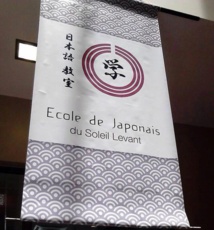 日本語教室
学
Ecole de Japonais
du Soleil Levant